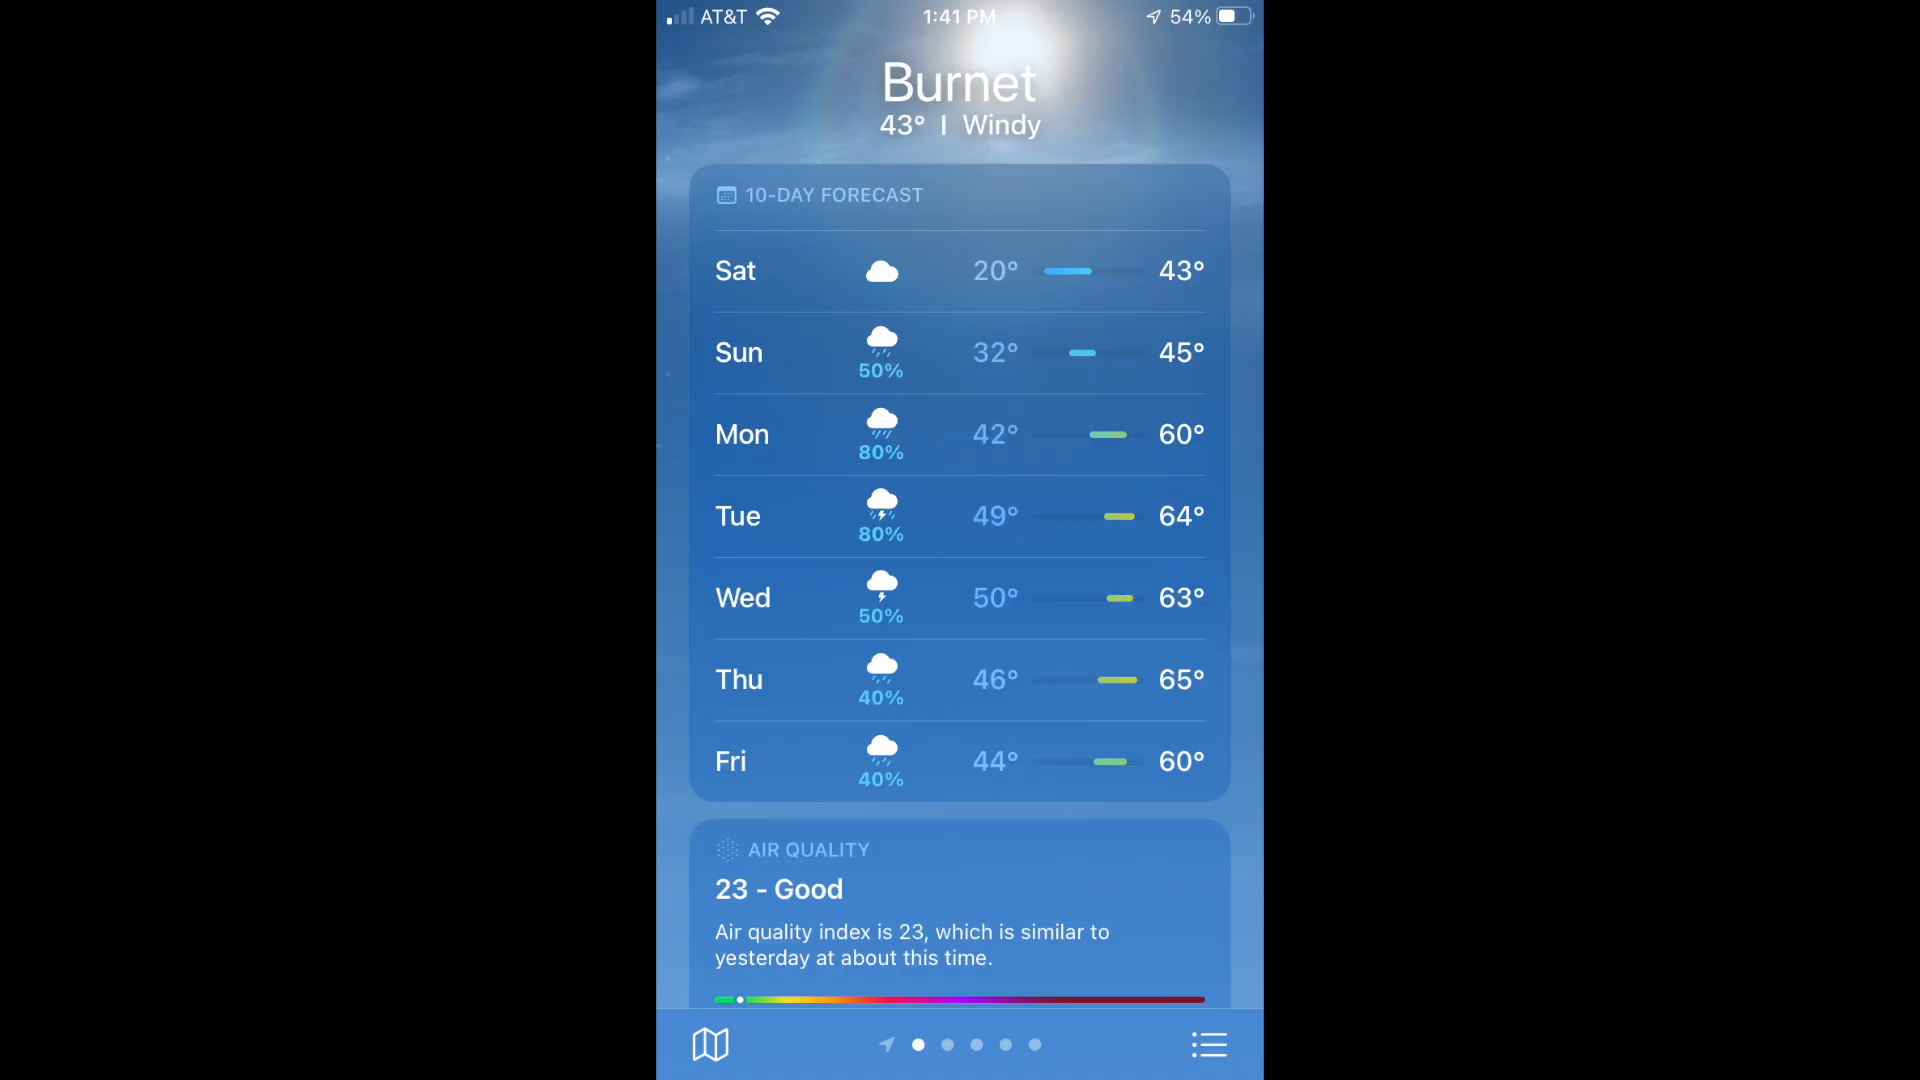 AT&T 1:41 PM 54%
Burnet
43° | Windy
10-DAY FORECAST
Sat 20° 43°
Sun 50% 32° 45°
Mon 80% 42° 60°
Tue 80% 49° 64°
Wed 50% 50° 63°
Thu 40% 46° 65°
Fri 40% 44° 60°
AIR QUALITY
23 - Good
Air quality index is 23, which is similar to
yesterday at about this time.